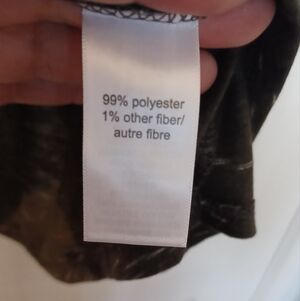 99% polyester
1% other fiber/
autre fibre